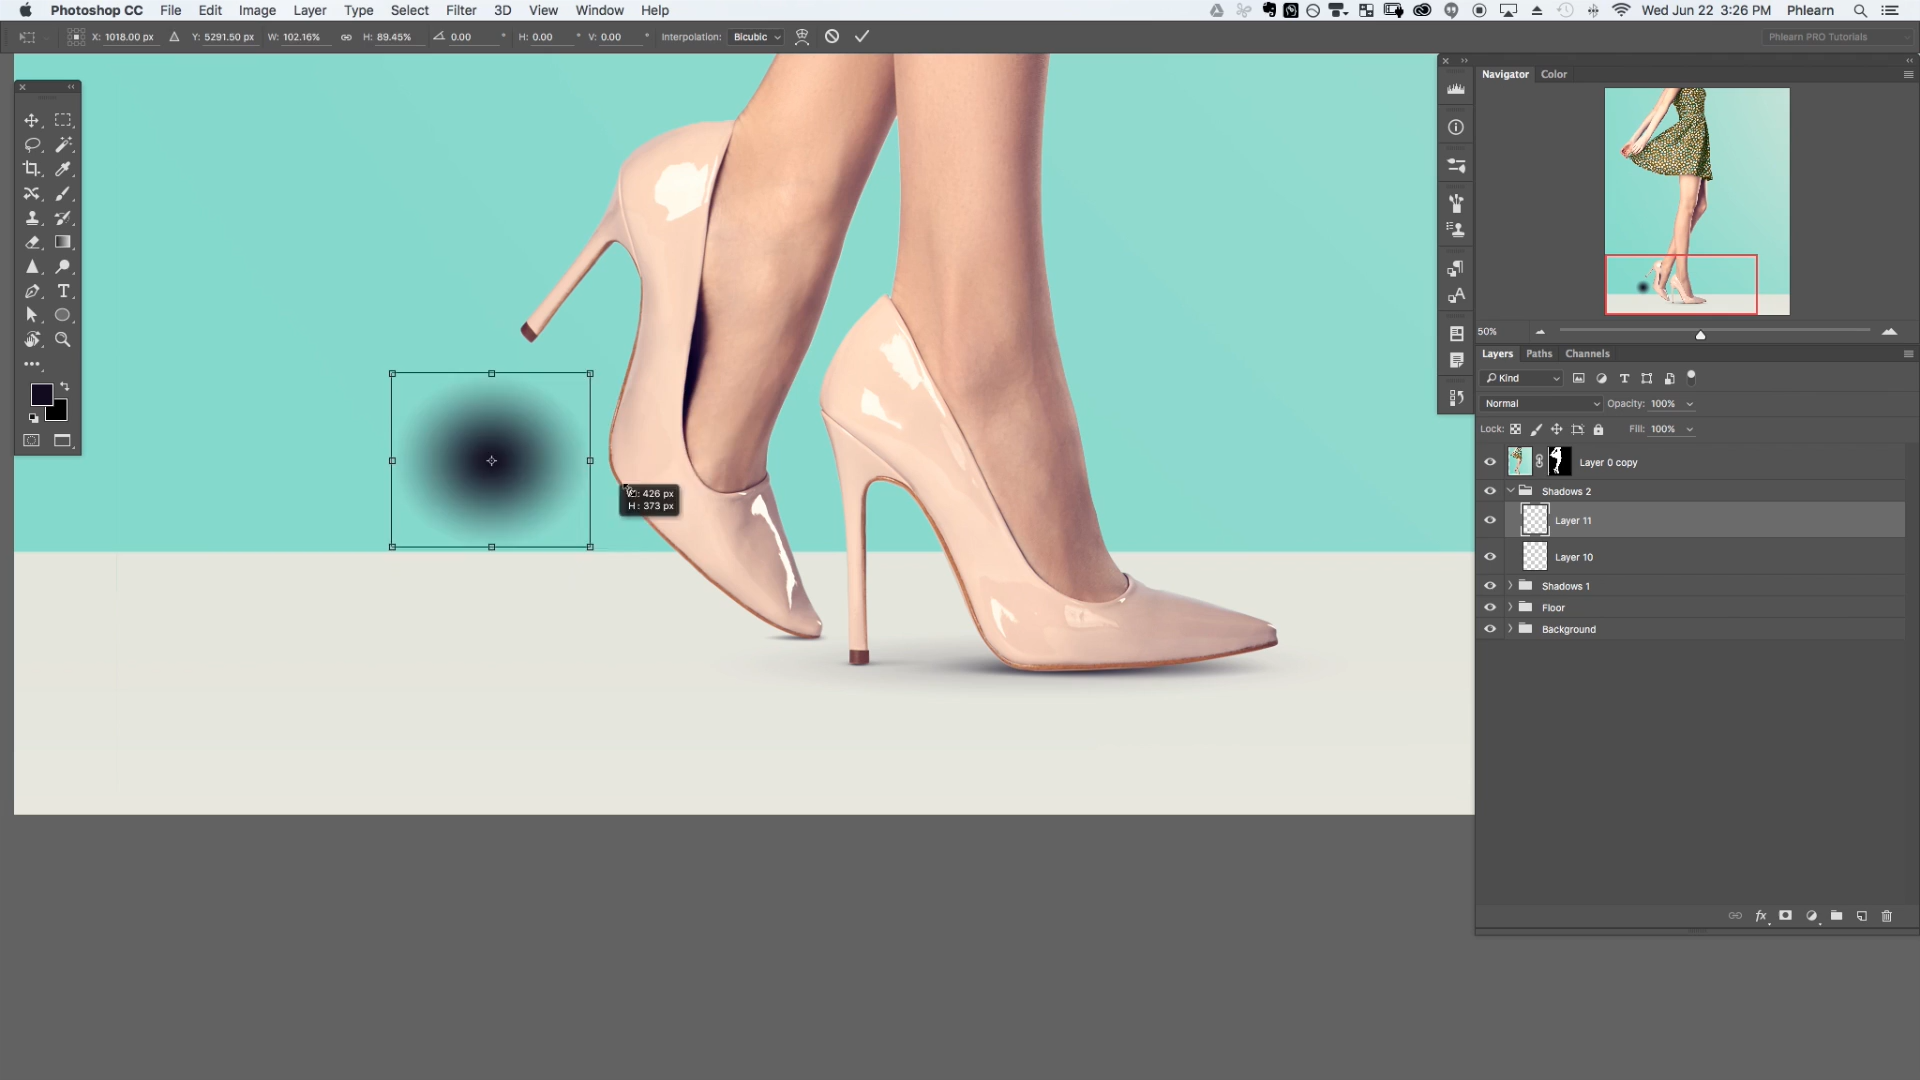 Photoshop CC File Edit Image Layer Type Select Filter 3D View Window Help Wed Jun 22 3:26 PM Phlearn
X: 1018.00 px Y: 5291.50 px W: 102.16% H: 89.45% 0.00 ° H: 0.00 ° V: 0.00 ° Interpolation: Bicubic Phlearn PRO Tutorials
Navigator Color
50%
Layers Paths Channels
Kind
Normal Opacity: 100%
Lock: Fill: 100%
Layer 0 copy
Shadows 2
Layer 11
Layer 10
Shadows 1
Floor
Background
fx
: 426 px
H: 373 px